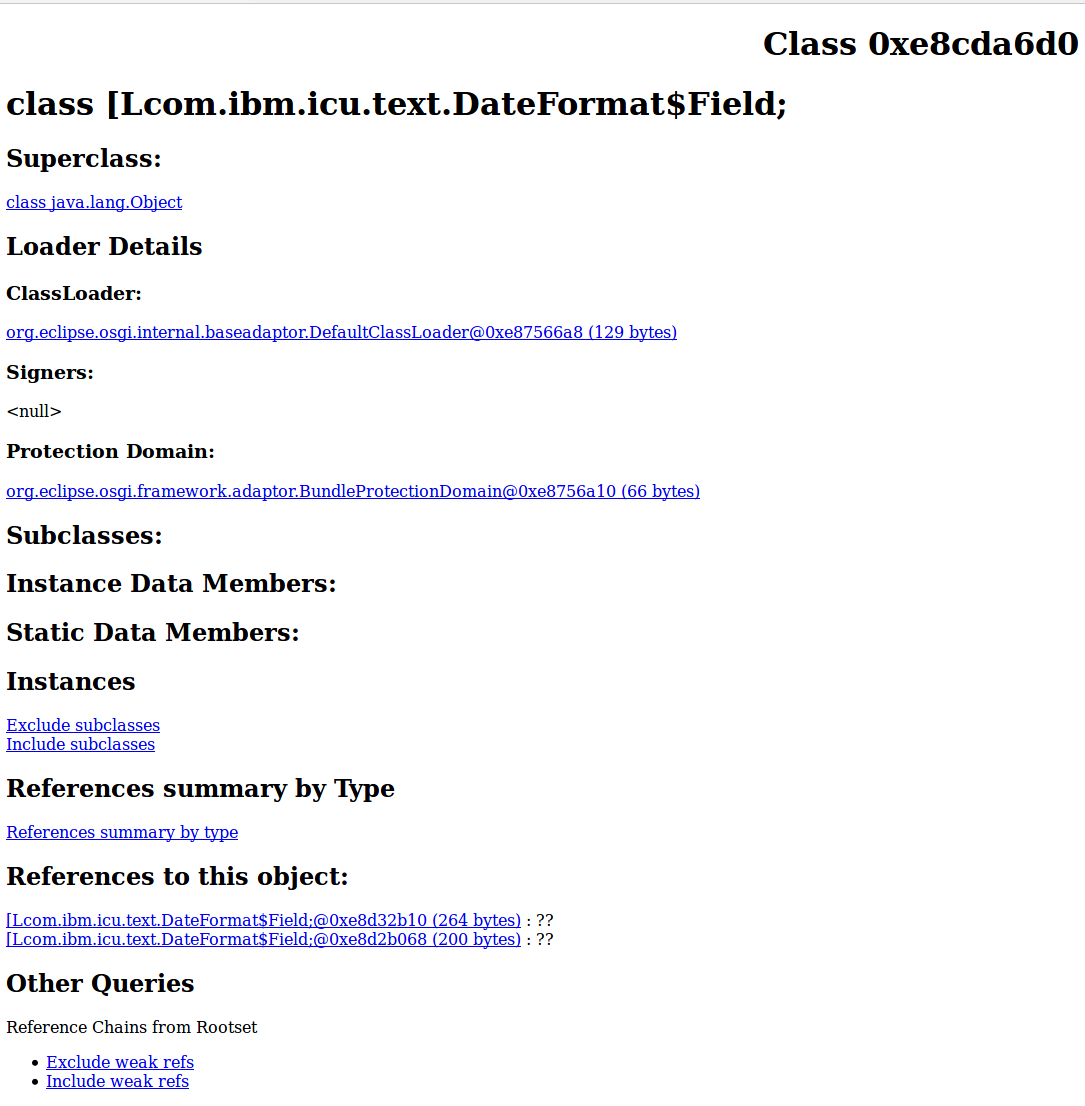 Class 0xe8cda6d0
class [Lcom.ibm.icu.text.DateFormat$Field;
Superclass:
class java.lang.Object
Loader Details
ClassLoader:
org.eclipse.osgi.internal.baseadaptor.DefaultClassLoader@0xe87566a8 (129 bytes)
Signers:
<null>
Protection Domain:
org.eclipse.osgi.framework.adaptor.BundleProtectionDomain@0xe8756a10 (66 bytes)
Subclasses:
Instance Data Members:
Static Data Members:
Instances
Exclude subclasses
Include subclasses
References summary by Type
References summary by type
References to this object:
[Lcom.ibm.icu.text.DateFormat$Field;@0xe8d32b10 (264 bytes) : ??
[Lcom.ibm.icu.text.DateFormat$Field;@0xe8d2b068 (200 bytes) : ??
Other Queries
Reference Chains from Rootset
• Exclude weak refs
• Include weak refs